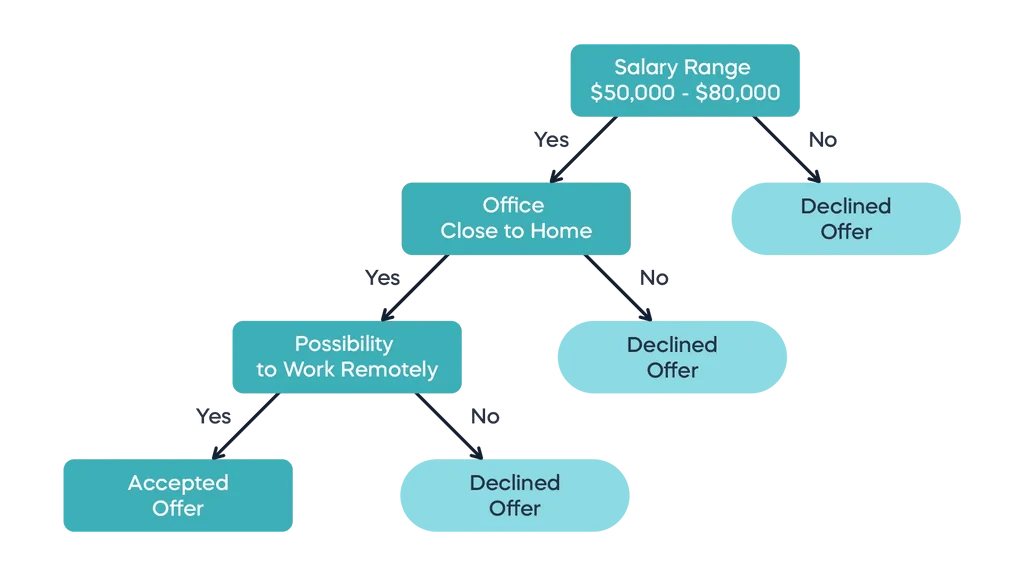 Salary Range
$50,000 - $80,000
Yes
No
Office
Close to Home
Declined
Offer
Yes
No
Possibility
to Work Remotely
Declined
Offer
Yes
No
Accepted
Offer
Declined
Offer